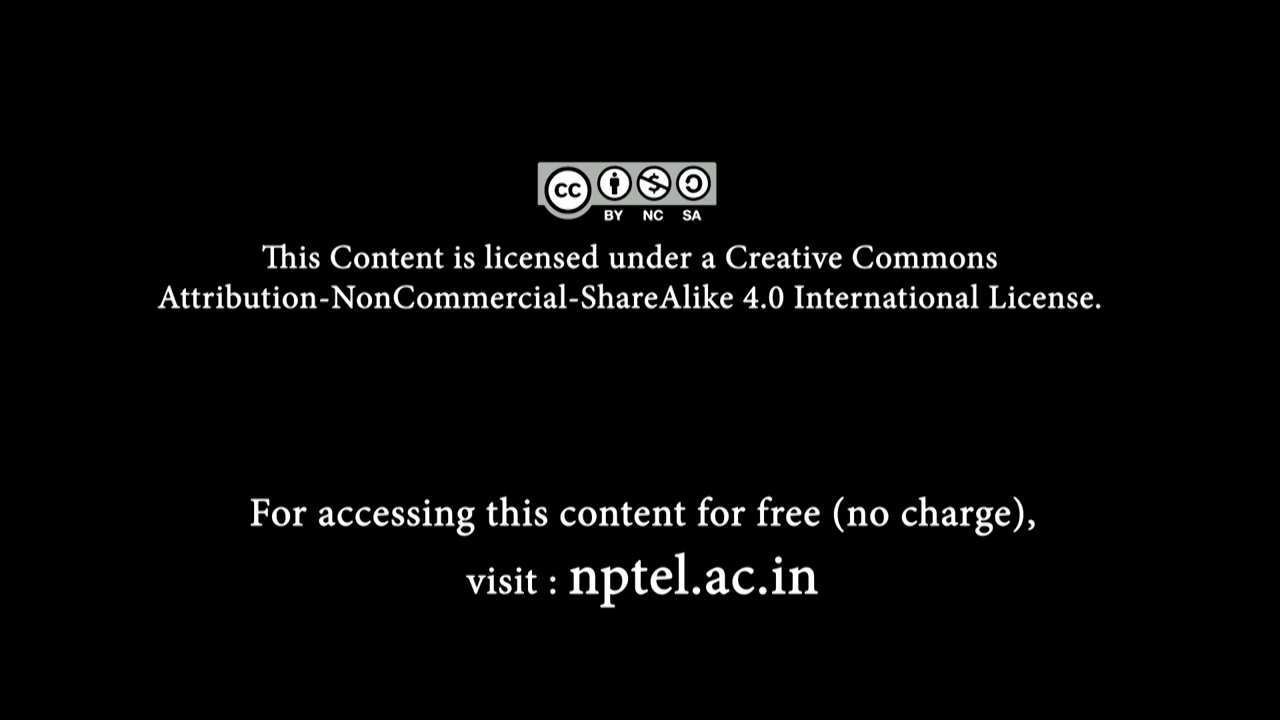 cc
BY NC SA
This Content is licensed under a Creative Commons
Attribution-NonCommercial-ShareAlike 4.0 International License.
For accessing this content for free (no charge),
visit : nptel.ac.in